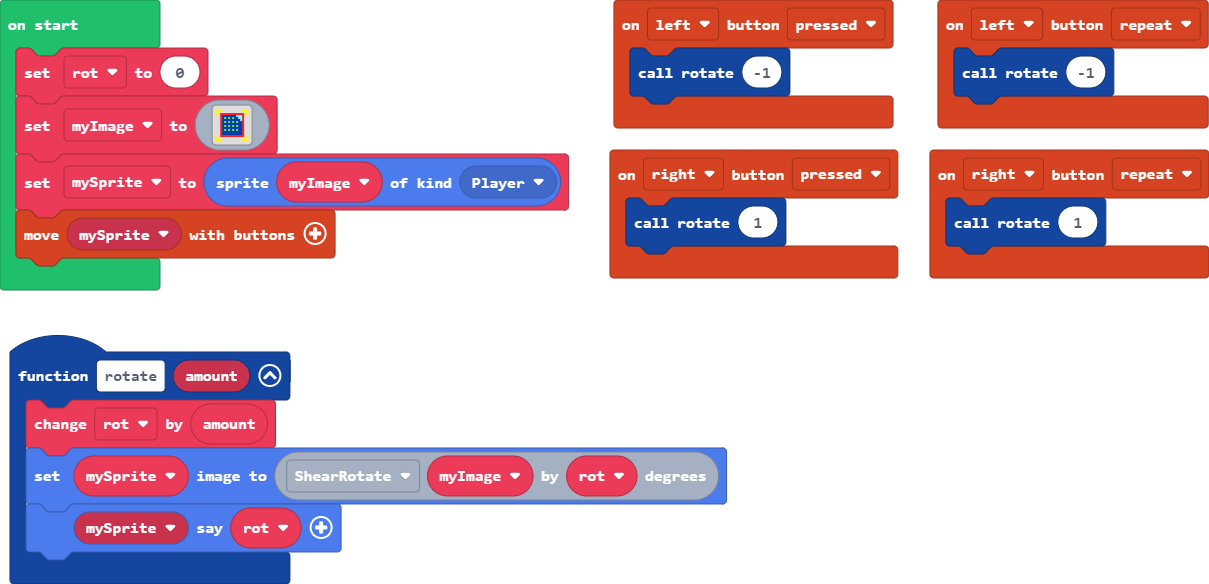 on start
set rot to 0
set myImage to
set mySprite to sprite myImage of kind Player
move mySprite with buttons
on left button pressed
call rotate -1
on left button repeat
call rotate -1
on right button pressed
call rotate 1
on right button repeat
call rotate 1
function rotate amount
change rot by amount
set mySprite image to ShearRotate myImage by rot degrees
mySprite say rot